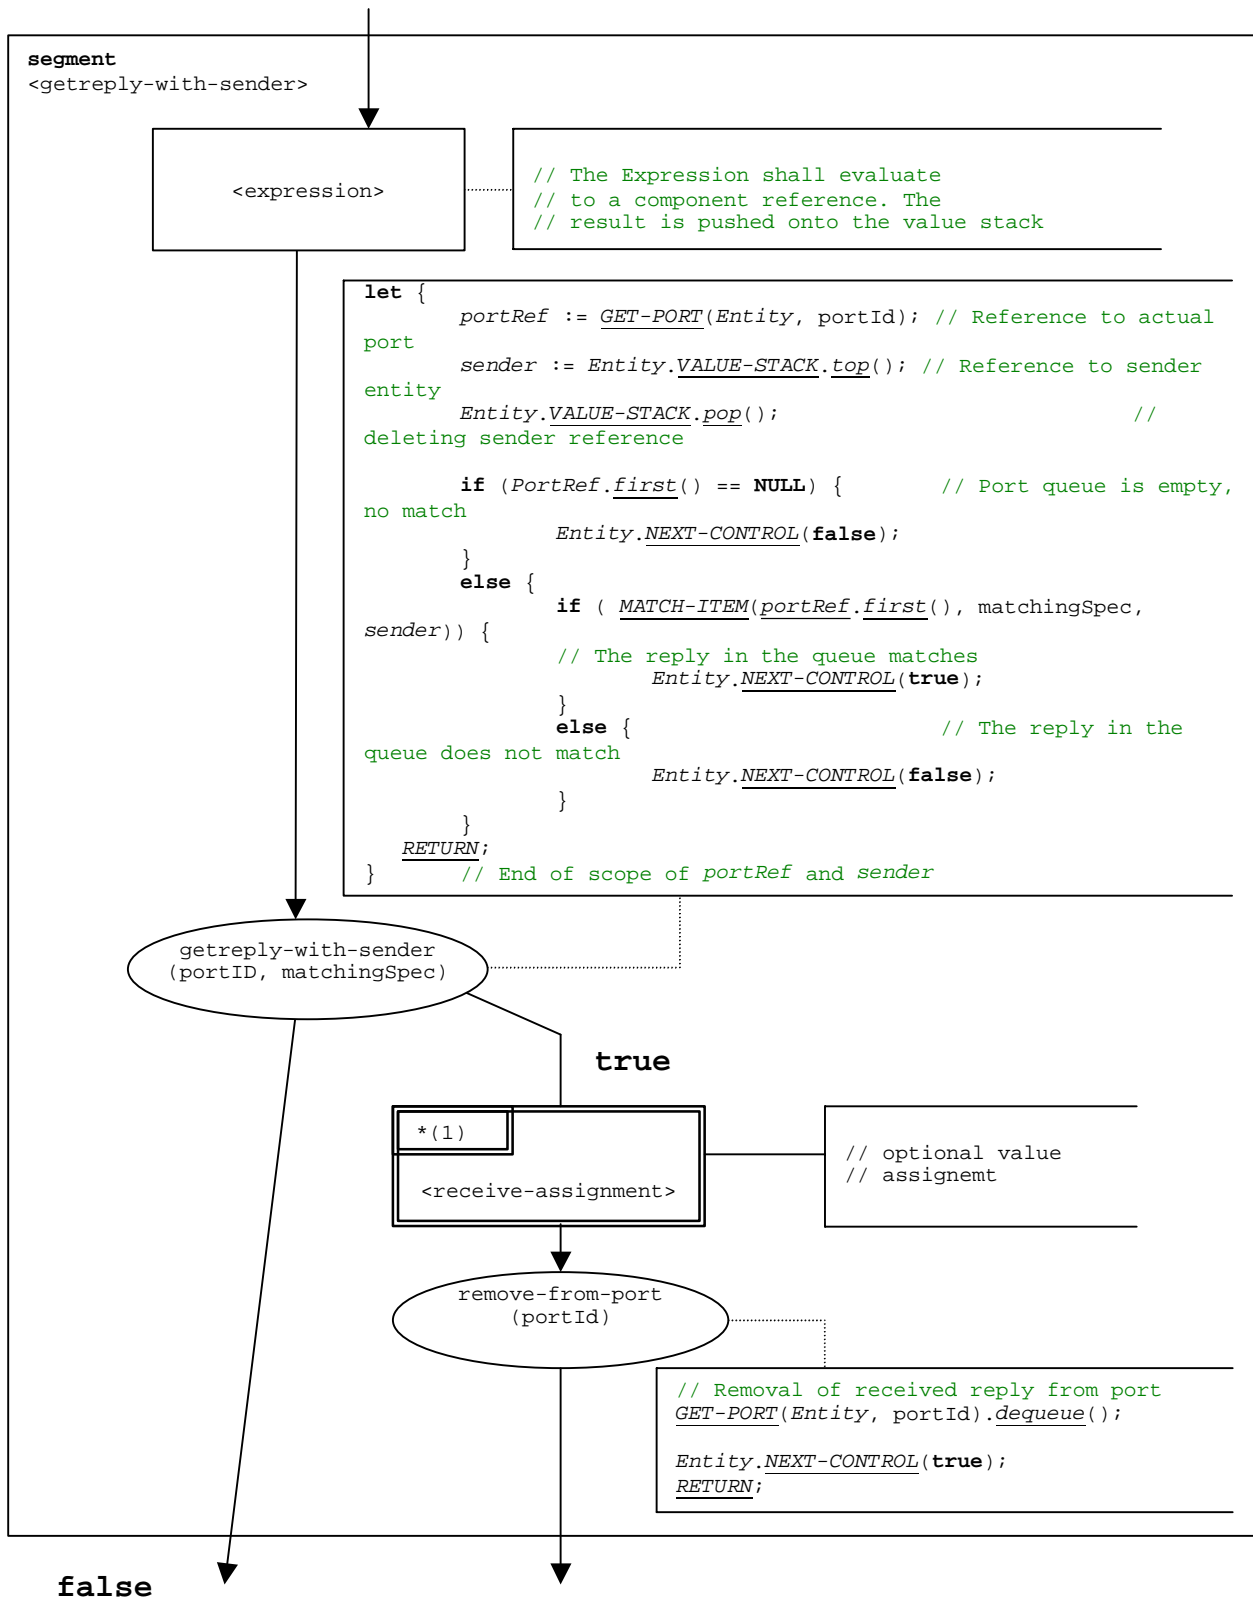 segment
<getreply-with-sender>
<expression>
// The Expression shall evaluate
// to a component reference. The
// result is pushed onto the value stack
let {
portRef := GET-PORT(Entity, portId); // Reference to actual
port
sender := Entity.VALUE-STACK.top(); // Reference to sender
entity
Entity.VALUE-STACK.pop(); //
deleting sender reference
if (PortRef.first() == NULL) { // Port queue is empty,
no match
Entity.NEXT-CONTROL(false);
}
else {
if ( MATCH-ITEM(portRef.first(), matchingSpec,
sender)) {
// The reply in the queue matches
Entity.NEXT-CONTROL(true);
}
else { // The reply in the
queue does not match
Entity.NEXT-CONTROL(false);
}
}
RETURN;
} // End of scope of portRef and sender
getreply-with-sender
(portID, matchingSpec)
true
*(1)
<receive-assignment>
// optional value
// assignemt
remove-from-port
(portId)
// Removal of received reply from port
GET-PORT(Entity, portId).dequeue();
Entity.NEXT-CONTROL(true);
RETURN;
false